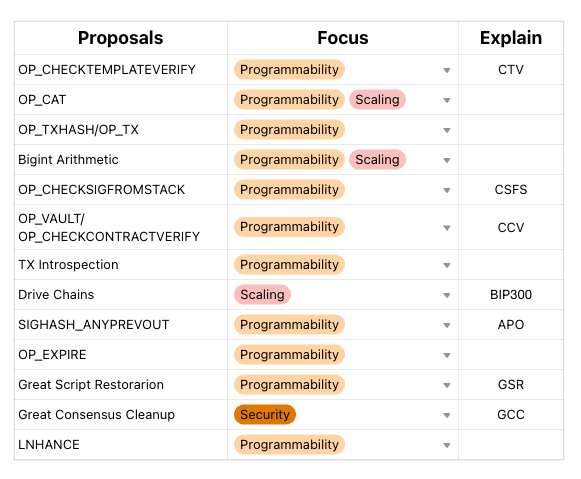 Proposals Focus Explain
OP_CHECKTEMPLATEVERIFY Programmability CTV
OP_CAT Programmability Scaling
OP_TXHASH/OP_TX Programmability
Bigint Arithmetic Programmability Scaling
OP_CHECKSIGFROMSTACK Programmability CSFS
OP_VAULT/
OP_CHECKCONTRACTVERIFY Programmability CCV
TX Introspection Programmability
Drive Chains Scaling BIP300
SIGHASH_ANYPREVOUT Programmability APO
OP_EXPIRE Programmability
Great Script Restorarion Programmability GSR
Great Consensus Cleanup Security GCC
LNHANCE Programmability